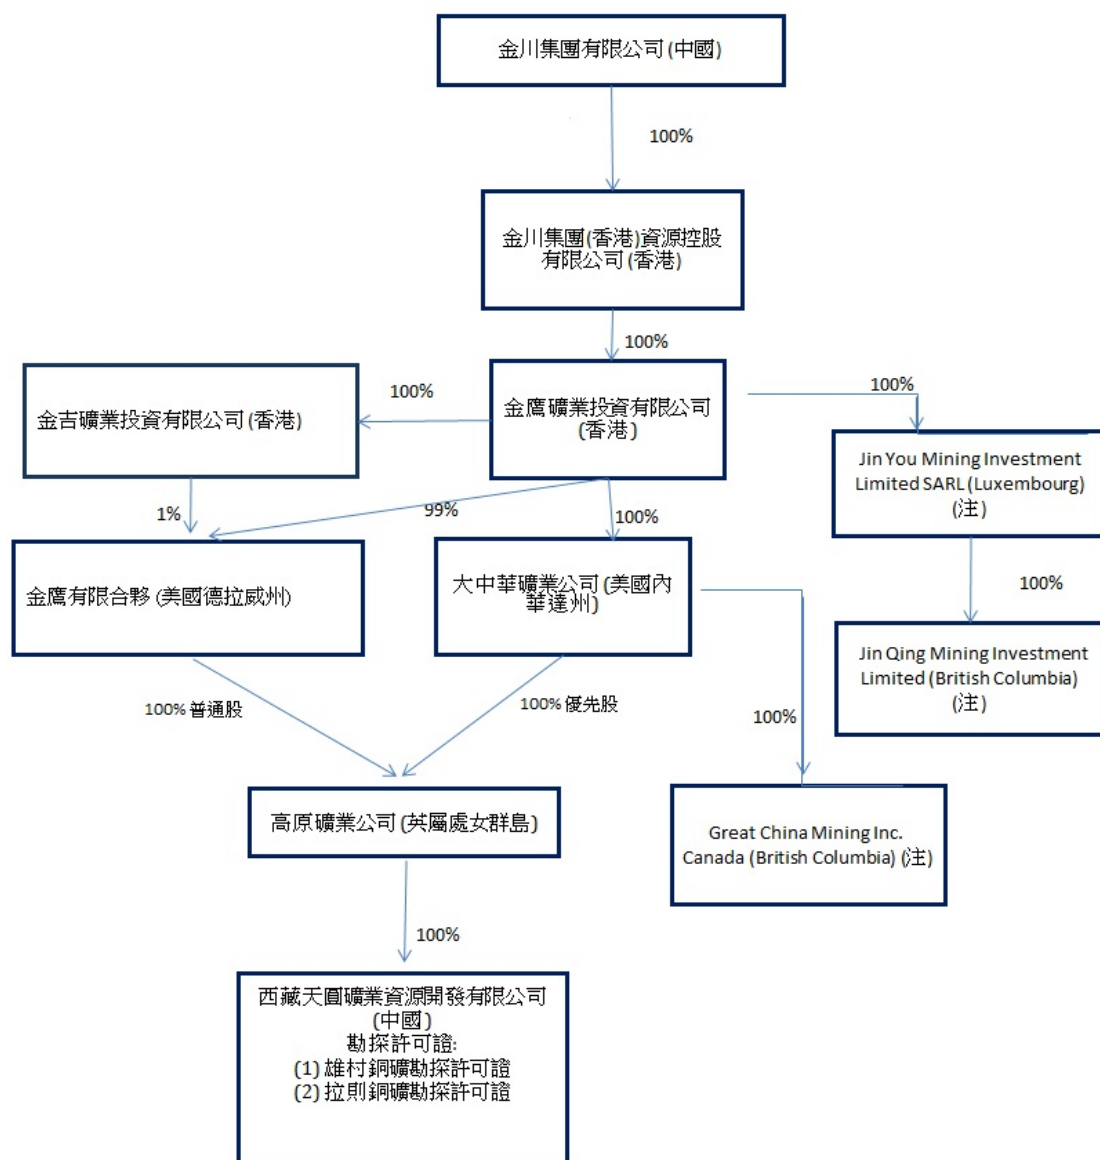 金川集團有限公司 (中國)
100%
金川集團(香港)資源控股
有限公司 (香港)
100%
金吉礦業投資有限公司 (香港)
100%
金鷹礦業投資有限公司
(香港)
100%
Jin You Mining Investment
Limited SARL (Luxembourg)
(注)
1%
99%
100%
金鷹有限合夥 (美國德拉威州)
大中華礦業公司 (美國內
華達州)
100%
Jin Qing Mining Investment
Limited (British Columbia)
(注)
100% 普通股
100% 優先股
100%
高原礦業公司 (英屬處女群島)
Great China Mining Inc.
Canada (British Columbia) (注)
100%
西藏天圓礦業資源開發有限公司
(中國)
勘探許可證:
(1) 雄村銅礦勘探許可證
(2) 拉則銅礦勘探許可證